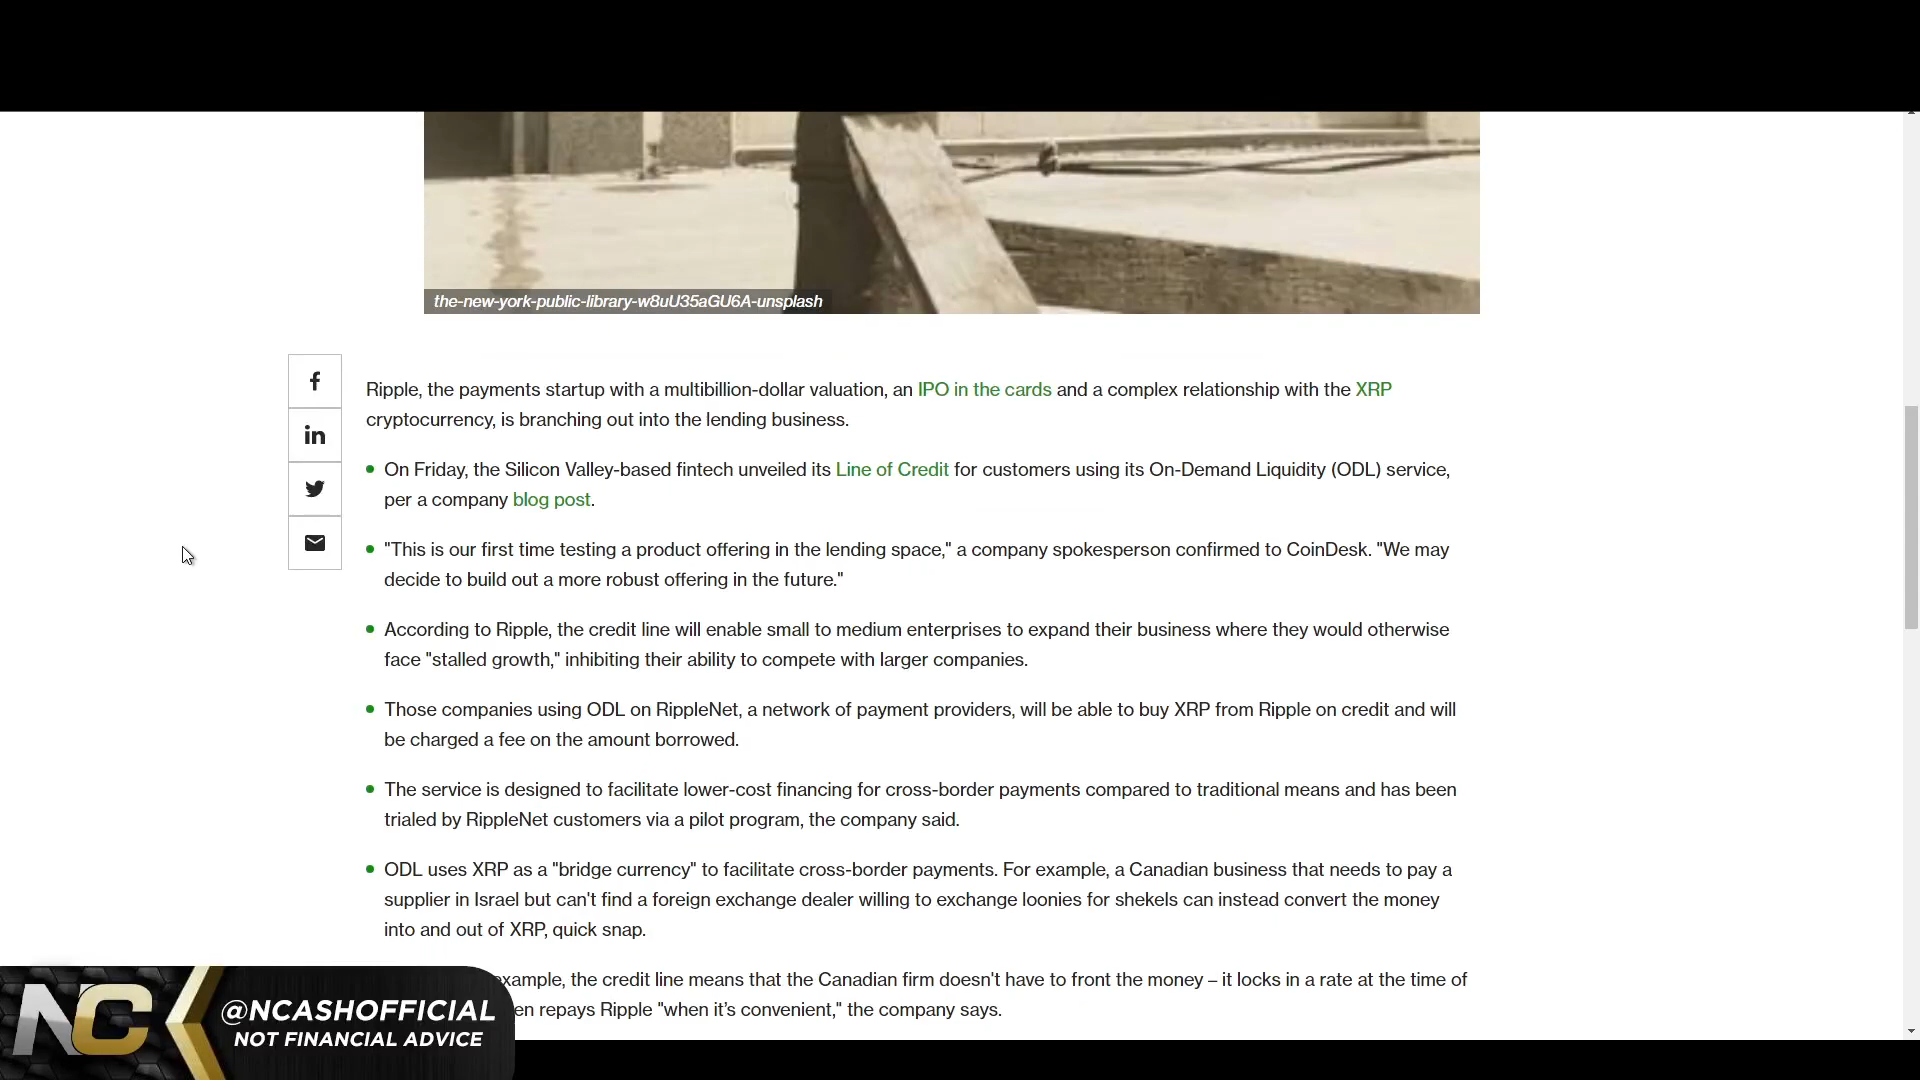 the-new-york-public-library-w8uU35aGU6A-unsplash
Ripple, the payments startup with a multibillion-dollar valuation, an IPO in the cards and a complex relationship with the XRP
cryptocurrency, is branching out into the lending business.
On Friday, the Silicon Valley-based fintech unveiled its Line of Credit for customers using its On-Demand Liquidity (ODL) service,
per a company blog post.
"This is our first time testing a product offering in the lending space," a company spokesperson confirmed to CoinDesk. "We may
decide to build out a more robust offering in the future."
According to Ripple, the credit line will enable small to medium enterprises to expand their business where they would otherwise
face "stalled growth," inhibiting their ability to compete with larger companies.
Those companies using ODL on RippleNet, a network of payment providers, will be able to buy XRP from Ripple on credit and will
be charged a fee on the amount borrowed.
The service is designed to facilitate lower-cost financing for cross-border payments compared to traditional means and has been
trialed by RippleNet customers via a pilot program, the company said.
ODL uses XRP as a "bridge currency" to facilitate cross-border payments. For example, a Canadian business that needs to pay a
supplier in Israel but can't find a foreign exchange dealer willing to exchange loonies for shekels can instead convert the money
into and out of XRP, quick snap.
example, the credit line means that the Canadian firm doesn't have to front the money – it locks in a rate at the time of
en repays Ripple "when it's convenient," the company says.
NC
@NCASHOFFICIAL
NOT FINANCIAL ADVICE